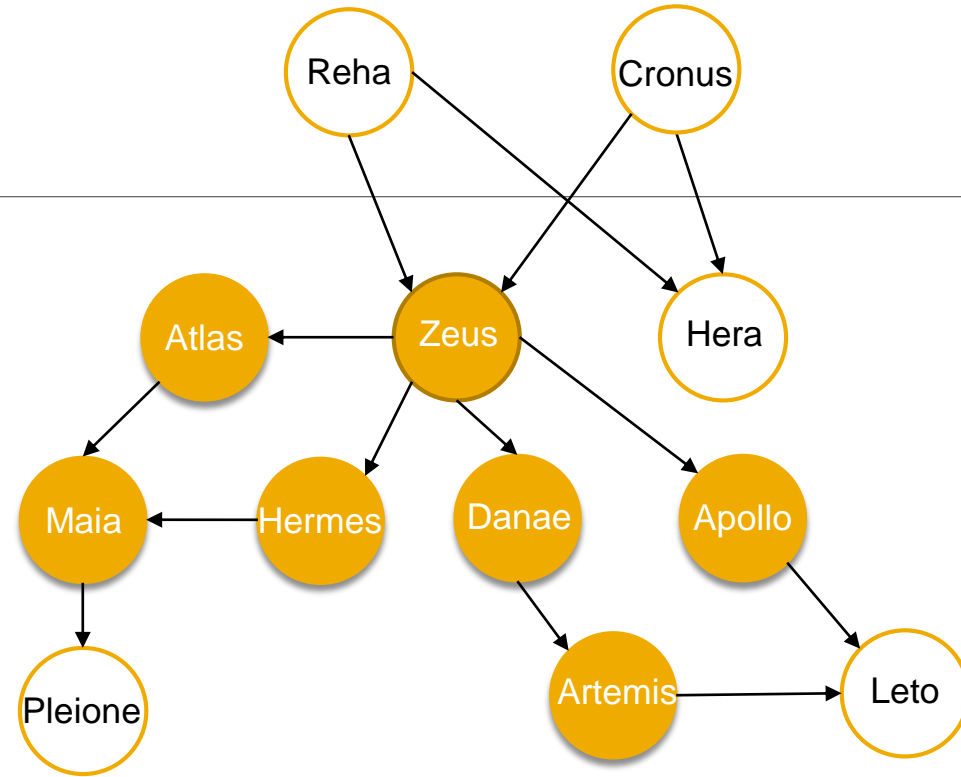 Reha
Cronus
Atlas
Zeus
Hera
Maia
Hermes
Danae
Apollo
Pleione
Artemis
Leto